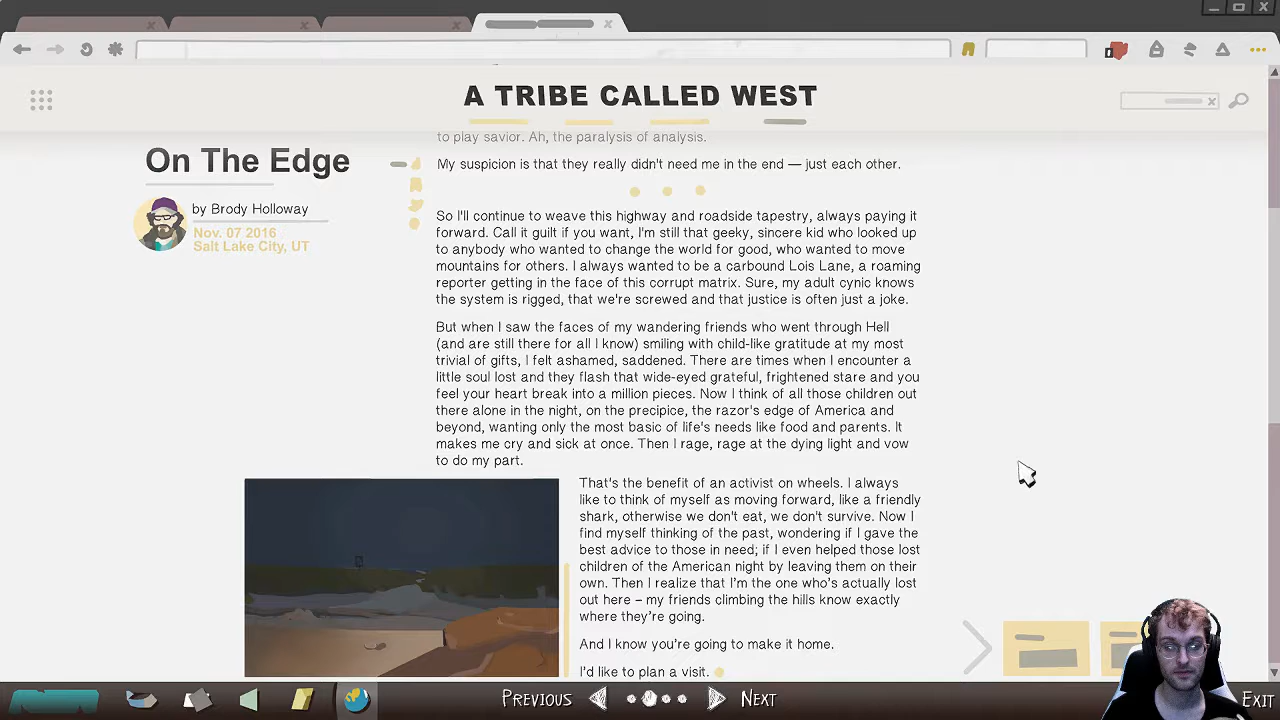 A TRIBE CALLED WEST
On The Edge
by Brody Holloway
Nov. 07 2016
Salt Lake City, UT
to play savior. Ah, the paralysis of analysis.
My suspicion is that they really didn't need me in the end — just each other.
So I'll continue to weave this highway and roadside tapestry, always paying it
forward. Call it guilt if you want, I'm still that geeky, sincere kid who looked up
to anybody who wanted to change the world for good, who wanted to move
mountains for others. I always wanted to be a carbound Lois Lane, a roaming
reporter getting in the face of this corrupt matrix. Sure, my adult cynic knows
the system is rigged, that we're screwed and that justice is often just a joke.
But when I saw the faces of my wandering friends who went through Hell
(and are still there for all I know) smiling with child-like gratitude at my most
trivial of gifts, I felt ashamed, saddened. There are times when I encounter a
little soul lost and they flash that wide-eyed grateful, frightened stare and you
feel your heart break into a million pieces. Now I think of all those children out
there alone in the night, on the precipice, the razor's edge of America and
beyond, wanting only the most basic of life's needs like food and parents. It
makes me cry and sick at once. Then I rage, rage at the dying light and vow
to do my part.
That's the benefit of an activist on wheels. I always
like to think of myself as moving forward, like a friendly
shark, otherwise we don't eat, we don't survive. Now I
find myself thinking of the past, wondering if I gave the
best advice to those in need; if I even helped those lost
children of the American night by leaving them on their
own. Then I realize that I'm the one who's actually lost
out here – my friends climbing the hills know exactly
where they're going.
And I know you're going to make it home.
I'd like to plan a visit.
PREVIOUS
NEXT
EXIT